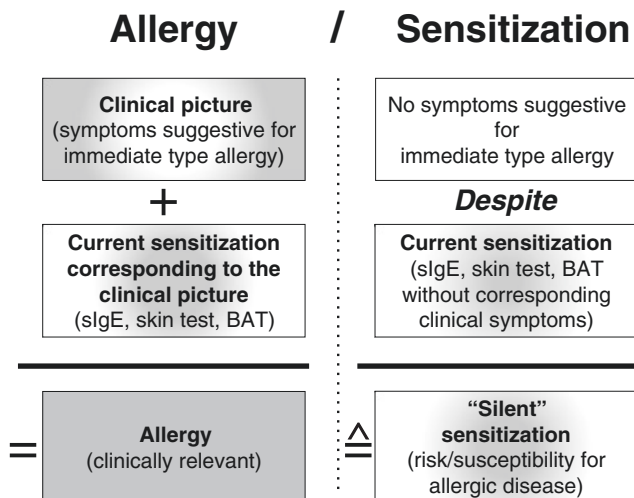 Allergy / Sensitization
Clinical picture
(symptoms suggestive for
immediate type allergy)
No symptoms suggestive
for
immediate type allergy
+
Despite
Current sensitization
corresponding to the
clinical picture
(sIgE, skin test, BAT)
Current sensitization
(sIgE, skin test, BAT
without corresponding
clinical symptoms)
=
Allergy
(clinically relevant)
≙
“Silent”
sensitization
(risk/susceptibility for
allergic disease)